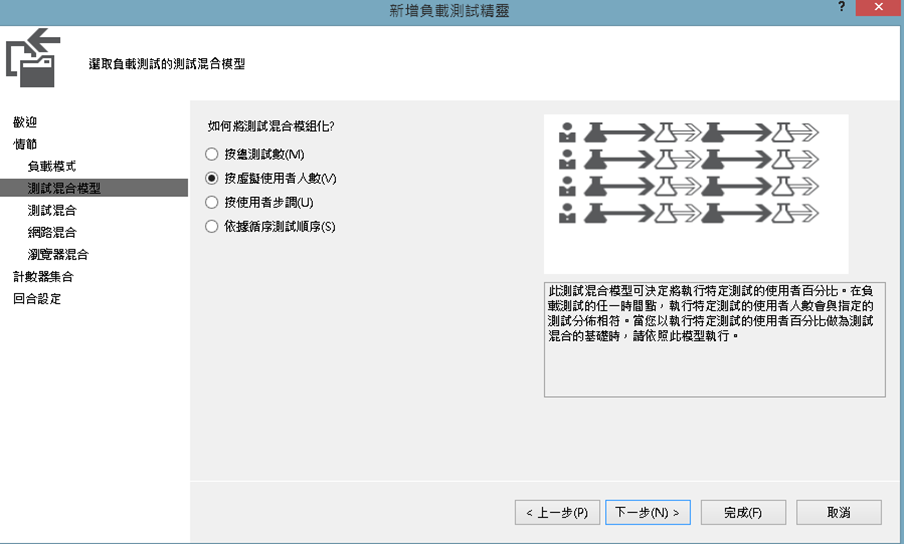 新增負載測試精靈
?
選取負載測試的測試混合模型
歡迎
情節
負載模式
測試混合模型
測試混合
網路混合
瀏覽器混合
計數器集合
回合設定
如何將測試混合模組化?
按總測試數(M)
按虛擬使用者人數(V)
按使用者步調(U)
依據循序測試順序(S)
此測試混合模型可決定將執行特定測試的使用者百分比。在負
載測試的任一時間點，執行特定測試的使用者人數會與指定的
測試分佈相符。當您以執行特定測試的使用者百分比做為測試
混合的基礎時，請依照此模型執行。
< 上一步(P)
下一步(N) >
完成(F)
取消